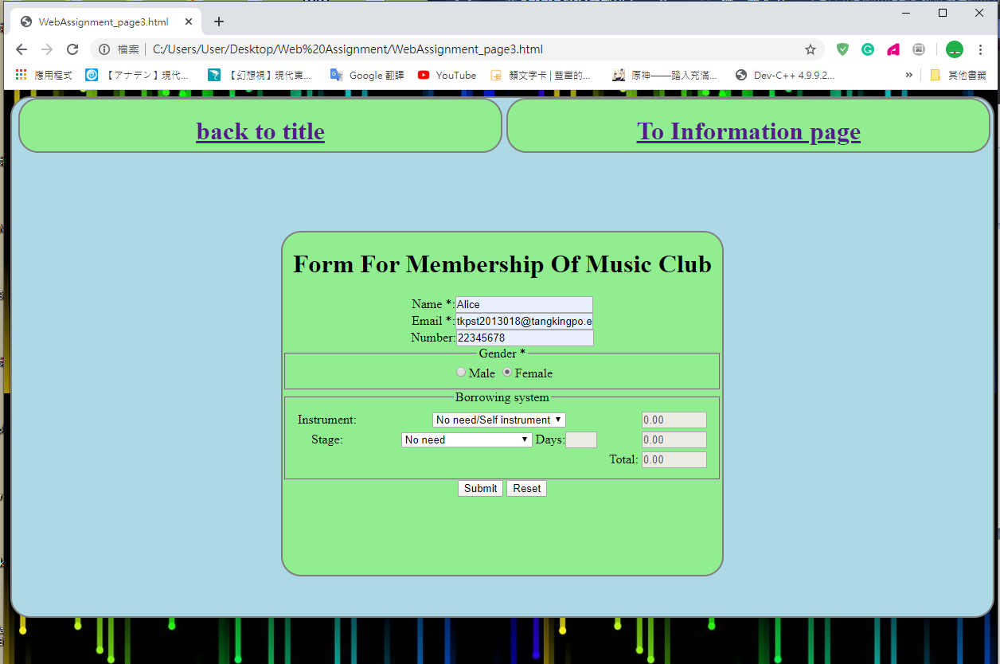 WebAssignment_page3.html
檔案 C:/Users/User/Desktop/Web%20Assignment/WebAssignment_page3.html
應用程式 【アナデン】現代... 【幻想視】現代東... Google 翻譯 YouTube 顏文字卡 | 豐富的... 原神——踏入充滿... Dev-C++ 4.9.9.2... » 其他書籤
back to title To Information page
Form For Membership Of Music Club
Name *: Alice
Email *: tkpst2013018@tangkingpo.e
Number: 22345678
Gender *
Male Female
Borrowing system
Instrument: No need/Self instrument 0.00
Stage: No need Days: 0.00
Total: 0.00
Submit Reset